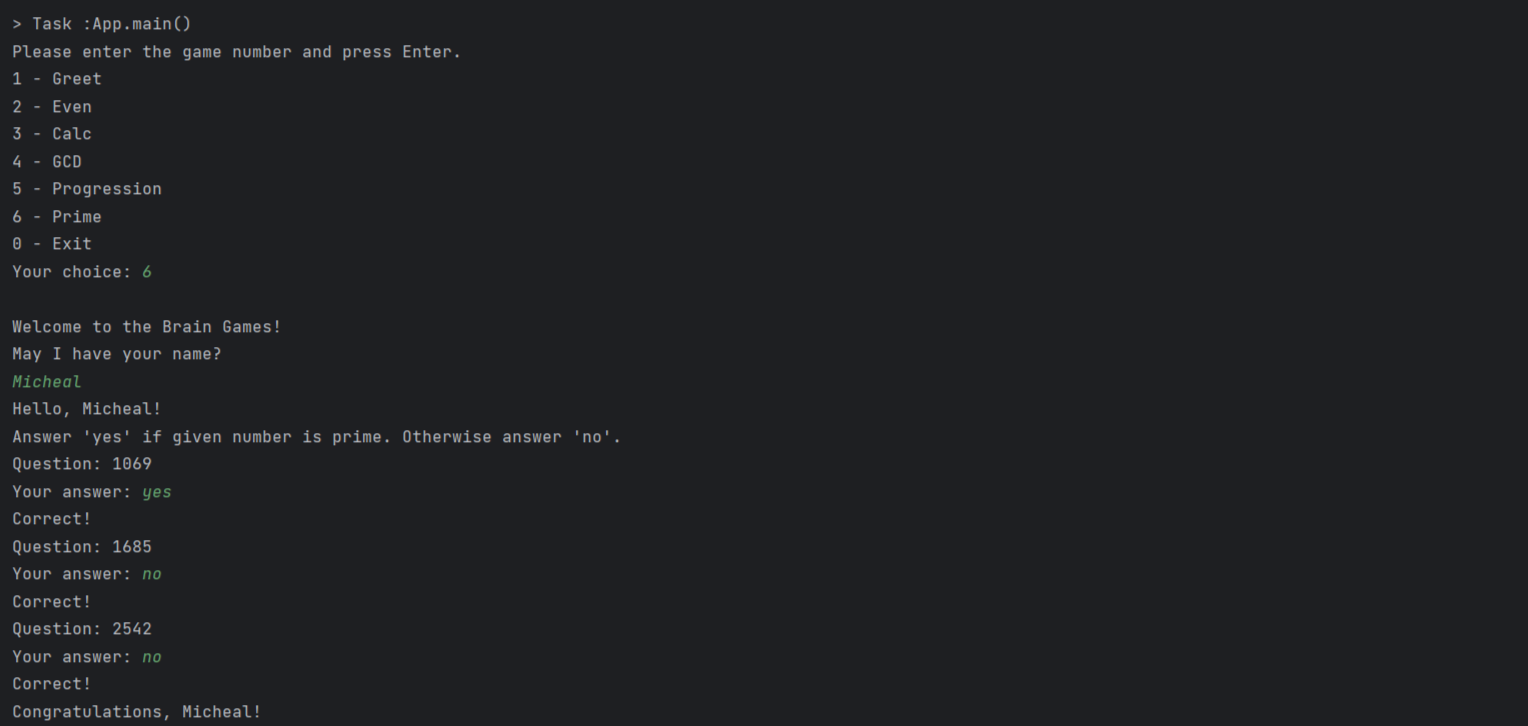 > Task :App.main()
Please enter the game number and press Enter.
1 - Greet
2 - Even
3 - Calc
4 - GCD
5 - Progression
6 - Prime
0 - Exit
Your choice: 6
Welcome to the Brain Games!
May I have your name?
Micheal
Hello, Micheal!
Answer 'yes' if given number is prime. Otherwise answer 'no'.
Question: 1069
Your answer: yes
Correct!
Question: 1685
Your answer: no
Correct!
Question: 2542
Your answer: no
Correct!
Congratulations, Micheal!